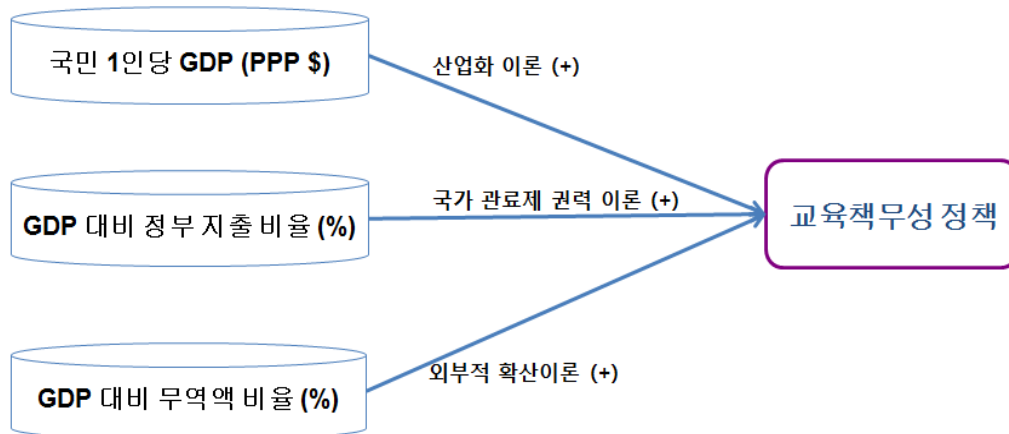 국민 1인당 GDP (PPP $)
산업화 이론 (+)
GDP 대비 정부 지출 비율 (%)
국가 관료제 권력 이론 (+)
교육책무성 정책
GDP 대비 무역액 비율 (%)
외부적 확산이론 (+)